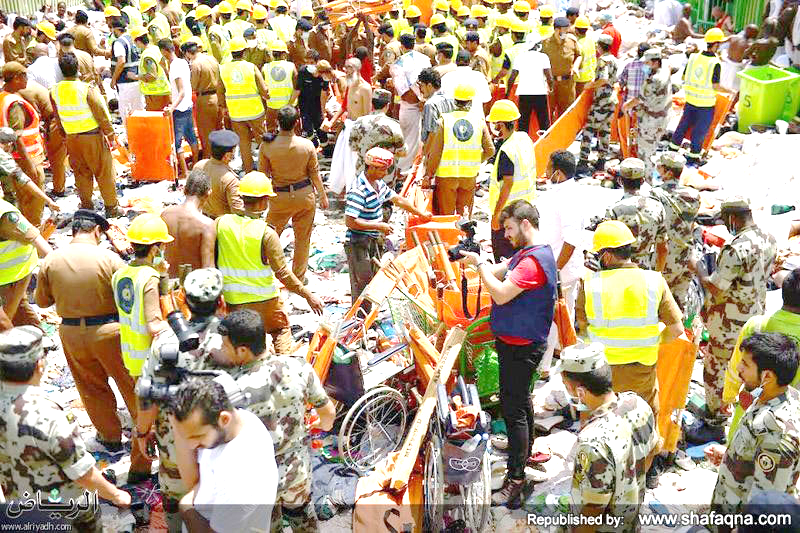 الرياض
www.alriyadh.com
Republished by : www.shafaqna.com